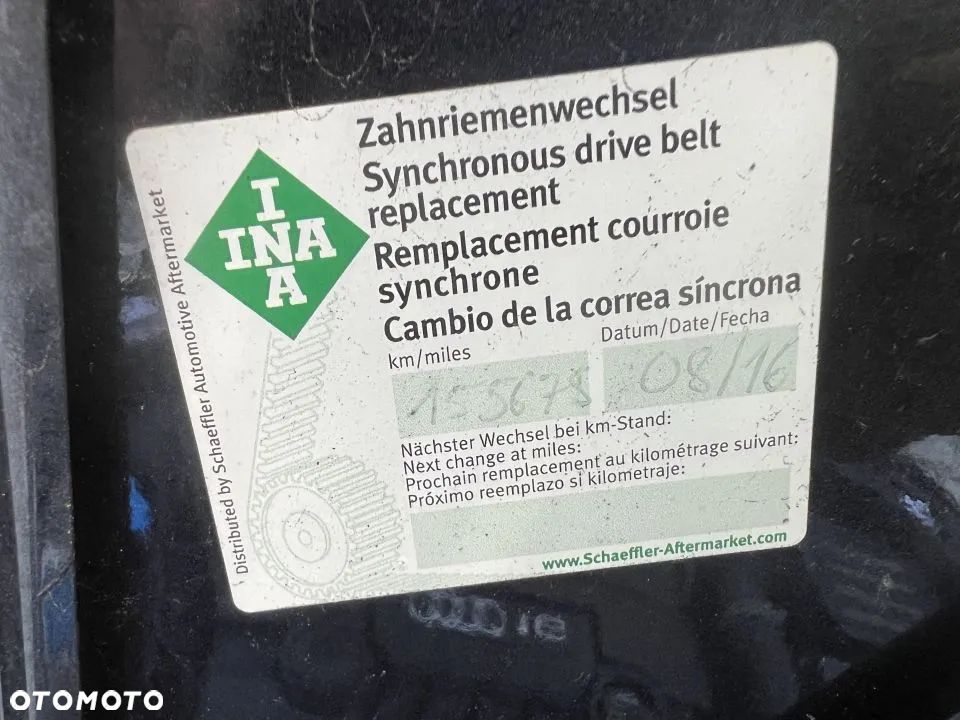 Zahnriemenwechsel
Synchronous drive belt
replacement
Remplacement courroie
synchrone
Cambio de la correa síncrona
km/miles
Datum/Date/Fecha
155679
08/16
Nächster Wechsel bei km-Stand:
Next change at miles:
Prochain remplacement au kilométrage suivant:
Próximo reemplazo si kilometraje:
www.Schaeffler-Aftermarket.com
Distributed by Schaeffler Automotive Aftermarket
I
INA
A
OTOMOTO